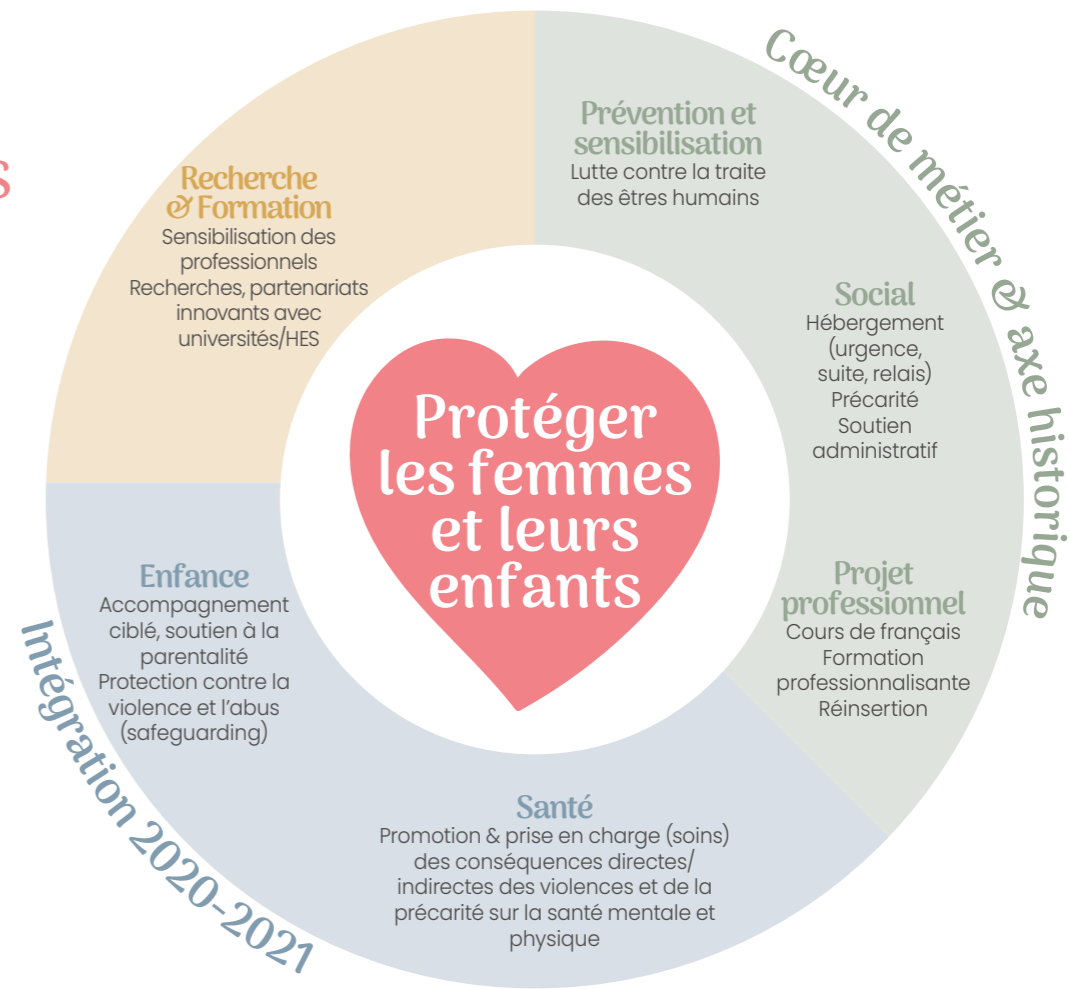 s
Cœur de métier & axe historique
Prévention et
sensibilisation
Lutte contre la traite
des êtres humains
Recherche
& Formation
Sensibilisation des
professionnels
Recherches, partenariats
innovants avec
universités/HES
Social
Hébergement
(urgence,
suite, relais)
Précarité
Soutien
administratif
Protéger
les femmes
et leurs
enfants
Projet
professionnel
Cours de français
Formation
professionnalisante
Réinsertion
Enfance
Accompagnement
ciblé, soutien à la
parentalité
Protection contre la
violence et l'abus
(safeguarding)
Santé
Promotion & prise en charge (soins)
des conséquences directes/
indirectes des violences et de la
précarité sur la santé mentale et
physique
Intégration 2020-2021